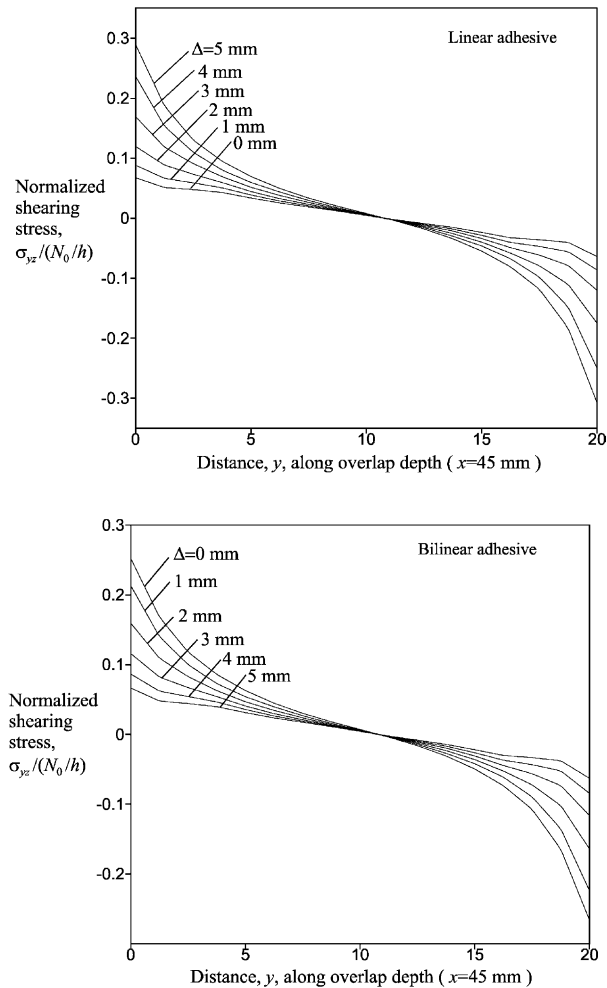 0.3
Linear adhesive
Δ=5 mm
4 mm
0.2
3 mm
2 mm
1 mm
0.1
0 mm
Normalized
shearing
stress,
σyz/(N0/h)
0
-0.1
-0.2
-0.3
0
5
10
15
20
Distance, y, along overlap depth ( x=45 mm )
0.3
Bilinear adhesive
Δ=0 mm
1 mm
0.2
2 mm
3 mm
4 mm
0.1
5 mm
Normalized
shearing
stress,
σyz/(N0/h)
0
-0.1
-0.2
0
5
10
15
20
Distance, y, along overlap depth ( x=45 mm )